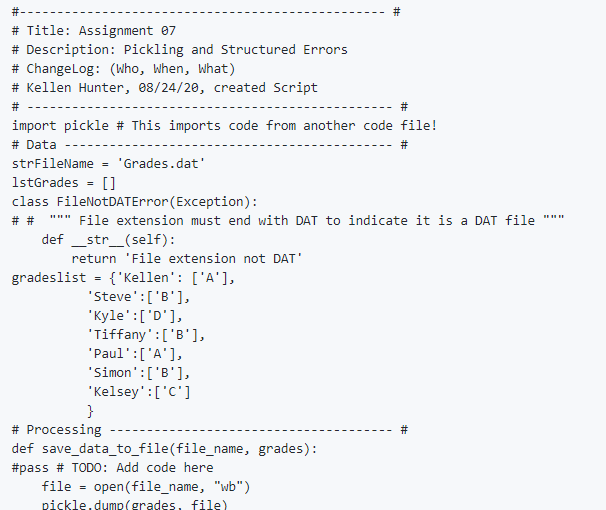 #------------------------------------------------- #
# Title: Assignment 07
# Description: Pickling and Structured Errors
# ChangeLog: (Who, When, What)
# Kellen Hunter, 08/24/20, created Script
# ------------------------------------------------- #
import pickle # This imports code from another code file!
# Data -------------------------------------------- #
strFileName = 'Grades.dat'
lstGrades = []
class FileNotDATError(Exception):
# #  """ File extension must end with DAT to indicate it is a DAT file """
    def __str__(self):
        return 'File extension not DAT'
gradeslist = {'Kellen': ['A'],
          'Steve':['B'],
          'Kyle':['D'],
          'Tiffany':['B'],
          'Paul':['A'],
          'Simon':['B'],
          'Kelsey':['C']
          }
# Processing -------------------------------------- #
def save_data_to_file(file_name, grades):
#pass # TODO: Add code here
    file = open(file_name, "wb")
    pickle.dump(grades, file)